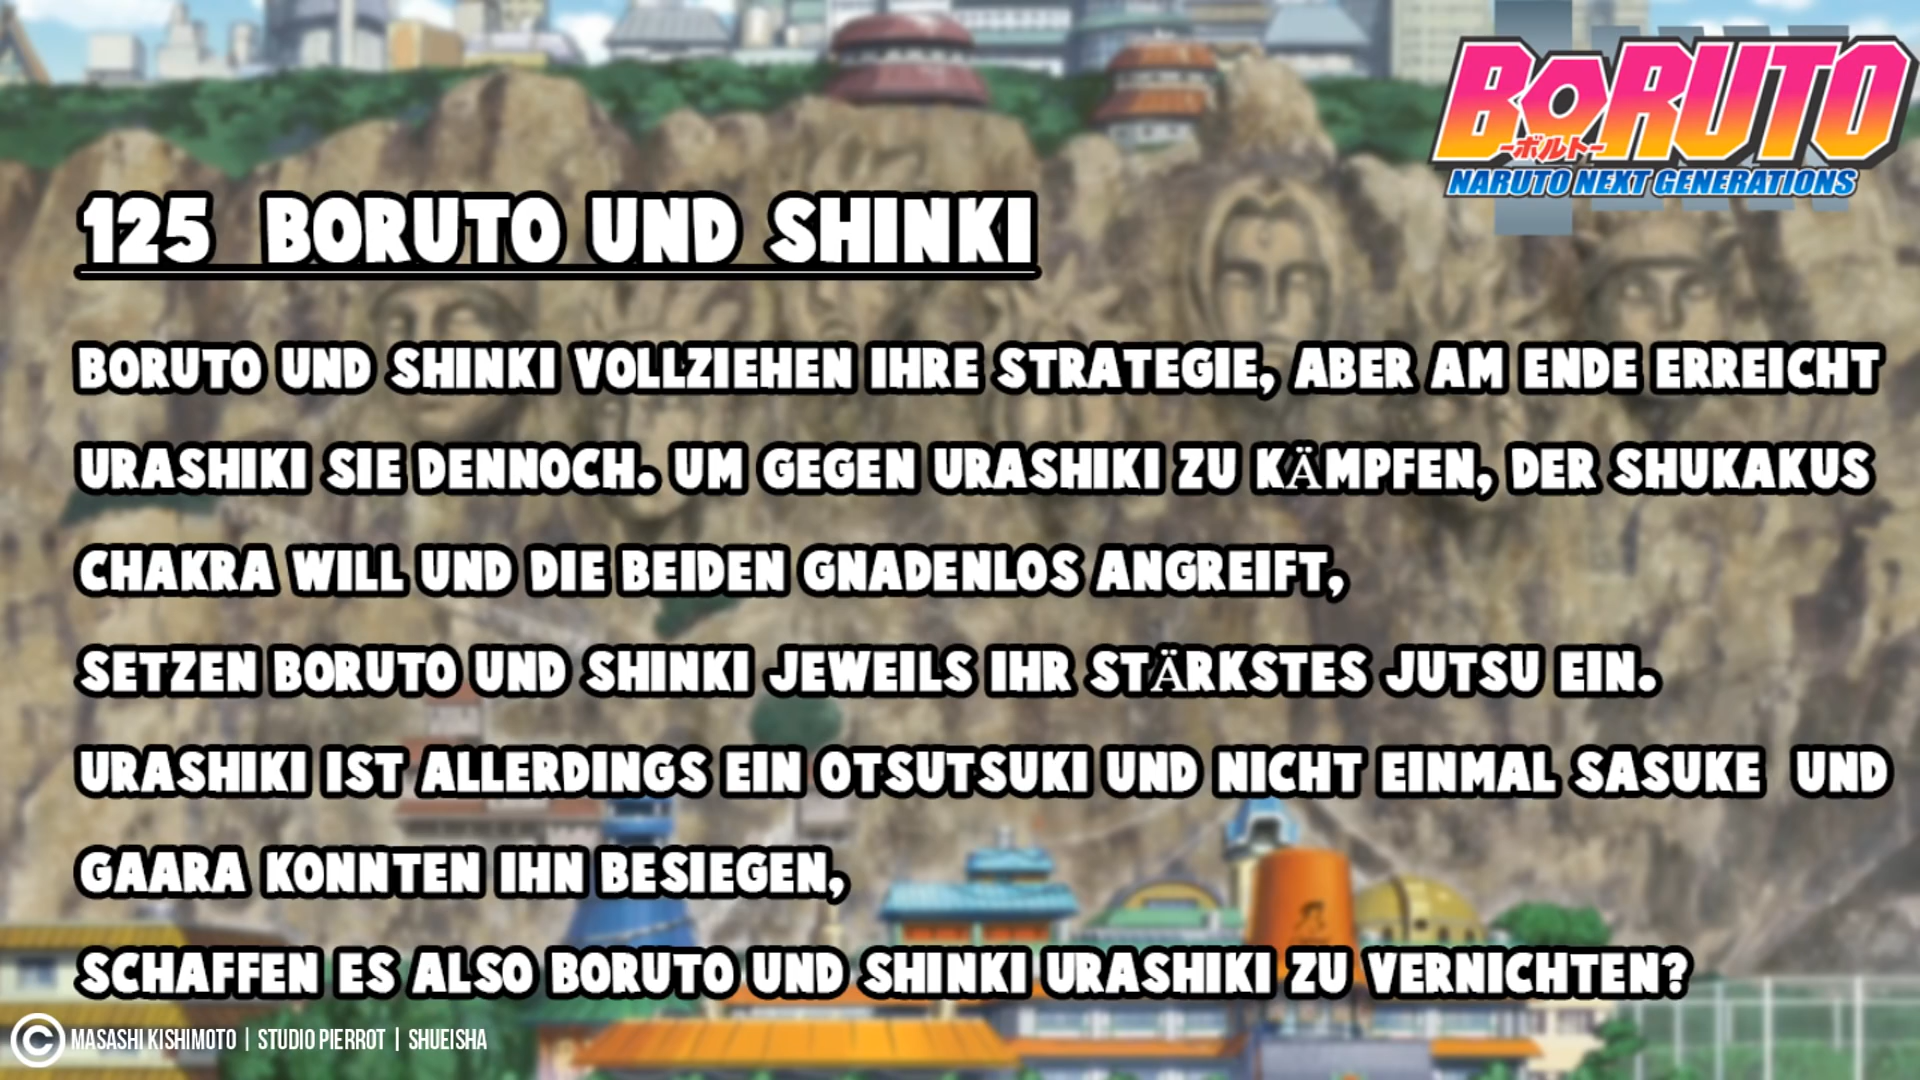 BORUTO
-ボルト-
NARUTO NEXT GENERATIONS
125 BORUTO UND SHINKI
BORUTO UND SHINKI VOLLZIEHEN IHRE STRATEGIE, ABER AM ENDE ERREICHT
URASHIKI SIE DENNOCH. UM GEGEN URASHIKI ZU KÄMPFEN, DER SHUKAKUS
CHAKRA WILL UND DIE BEIDEN GNADENLOS ANGREIFT,
SETZEN BORUTO UND SHINKI JEWEILS IHR STÄRKSTES JUTSU EIN.
URASHIKI IST ALLERDINGS EIN OTSUTSUKI UND NICHT EINMAL SASUKE UND
GAARA KONNTEN IHN BESIEGEN,
SCHAFFEN ES ALSO BORUTO UND SHINKI URASHIKI ZU VERNICHTEN?
© MASASHI KISHIMOTO | STUDIO PIERROT | SHUEISHA